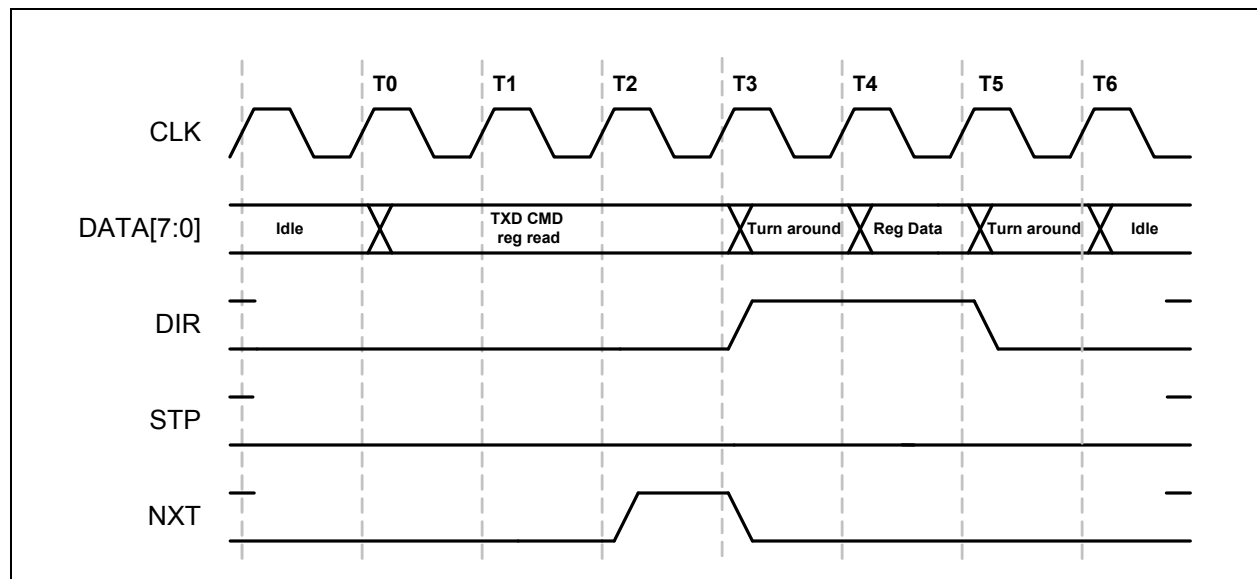 T0 T1 T2 T3 T4 T5 T6
CLK
DATA[7:0]
Idle
TXD CMD
reg read
Turn around
Reg Data
Turn around
Idle
DIR
STP
NXT